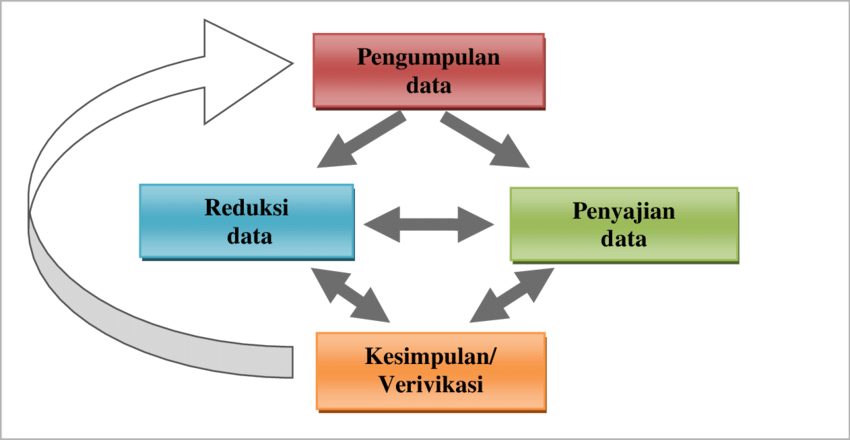 Pengumpulan
data
Reduksi
data
Penyajian
data
Kesimpulan/
Verivikasi